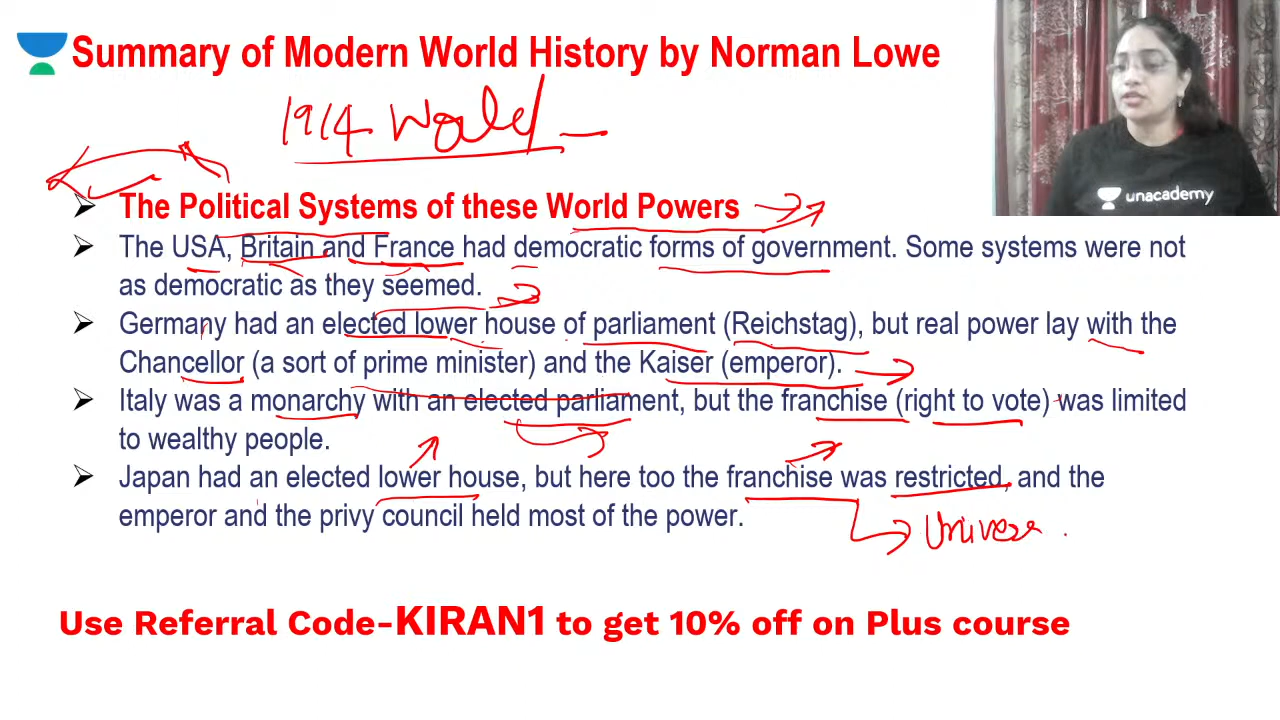 Summary of Modern World History by Norman Lowe
1914 World
unacademy
➤ The Political Systems of these World Powers
➤ The USA, Britain and France had democratic forms of government. Some systems were not
as democratic as they seemed.
➤ Germany had an elected lower house of parliament (Reichstag), but real power lay with the
Chancellor (a sort of prime minister) and the Kaiser (emperor).
➤ Italy was a monarchy with an elected parliament, but the franchise (right to vote) was limited
to wealthy people.
➤ Japan had an elected lower house, but here too the franchise was restricted, and the
emperor and the privy council held most of the power.
Use Referral Code-KIRAN1 to get 10% off on Plus course